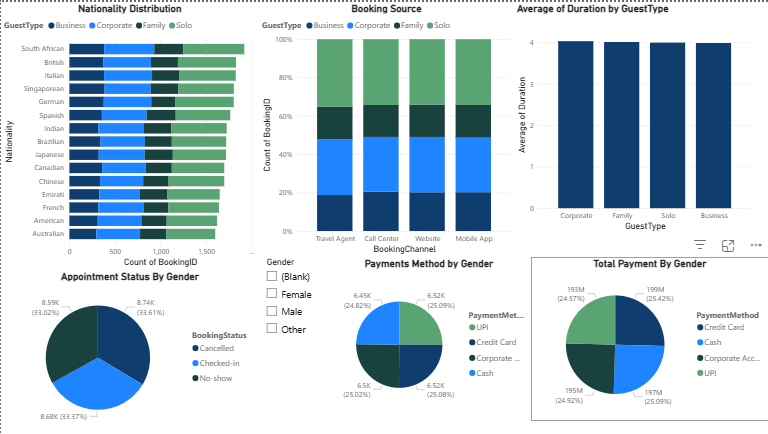 Nationality Distribution
GuestType Business Corporate Family Solo
Nationality
South African
British
Italian
Singaporean
German
Spanish
Indian
Brazilian
Japanese
Canadian
Chinese
Emirati
French
American
Australian
0 500 1,000 1,500 ...
Count of BookingID
Booking Source
GuestType Business Corporate Family Solo
Count of BookingID
100%
80%
60%
40%
20%
0%
Travel Agent Call Center Website Mobile App
BookingChannel
Average of Duration by GuestType
Average of Duration
4
3
2
1
0
Corporate Family Solo Business
GuestType
Appointment Status By Gender
8.59K
(33.02%)
8.74K
(33.61%)
8.68K (33.37%)
BookingStatus
Cancelled
Checked-in
No-show
Gender
(Blank)
Female
Male
Other
Payments Method by Gender
6.45K
(24.82%)
6.52K
(25.09%)
6.5K
(25.02%)
6.52K
(25.08%)
PaymentMet...
UPI
Credit Card
Corporate ...
Cash
Total Payment By Gender
193M
(24.57%)
199M
(25.42%)
195M
(24.92%)
197M
(25.09%)
PaymentMethod
Credit Card
Cash
Corporate Acc...
UPI